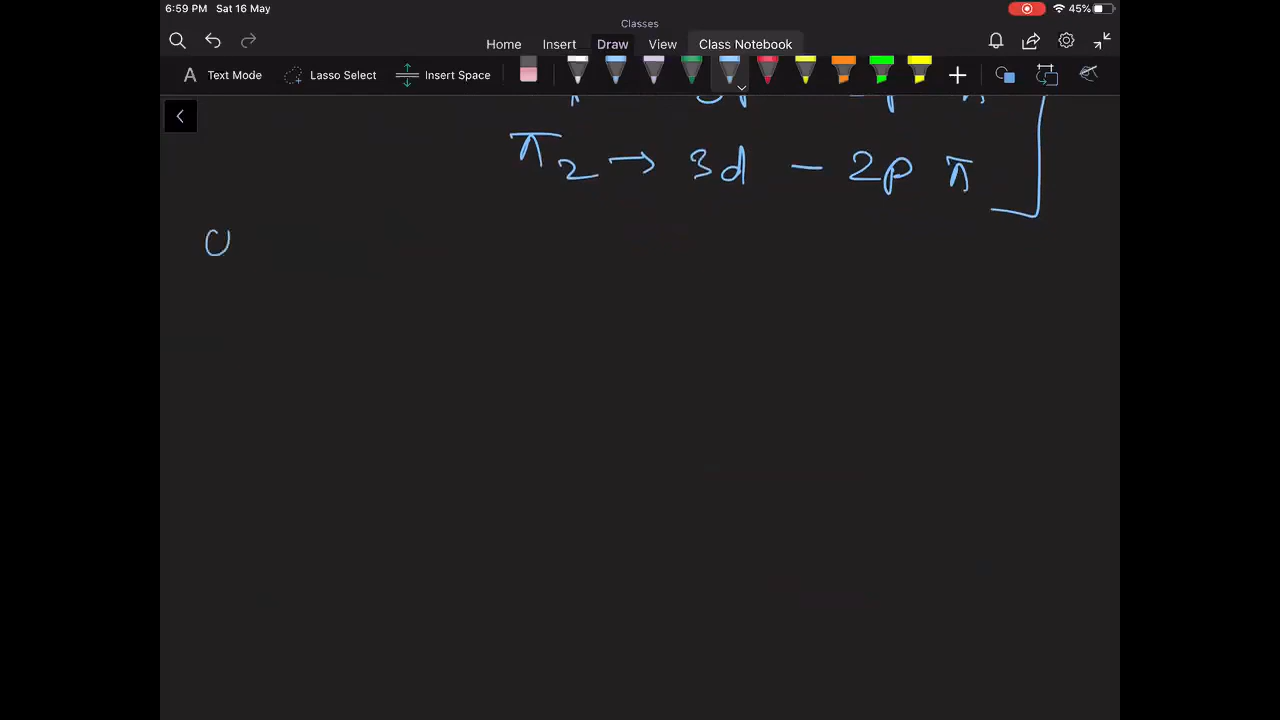 6:59 PM Sat 16 May 45%
Classes
Home Insert Draw View Class Notebook
A Text Mode Lasso Select Insert Space
π₂ → 3d - 2p π